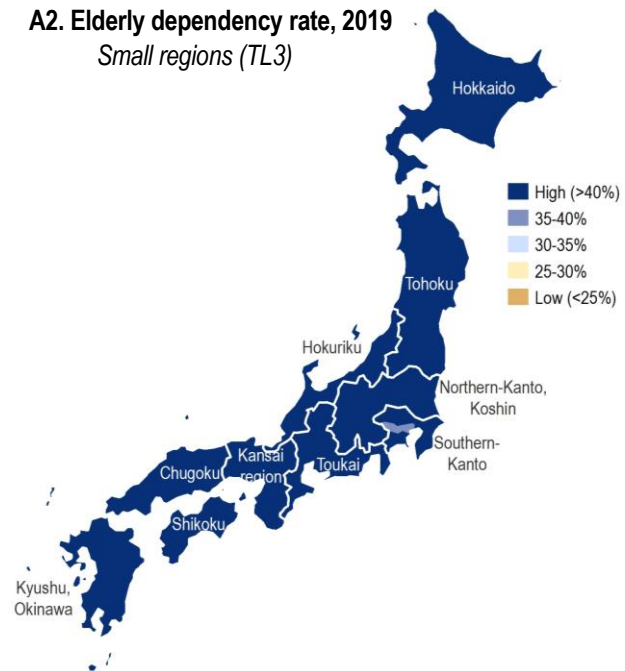 A2. Elderly dependency rate, 2019
Small regions (TL3)
Hokkaido
High (>40%)
35-40%
30-35%
25-30%
Low (<25%)
Tohoku
Hokuriku
Northern-Kanto,
Koshin
Southern-
Kanto
Kansai
region
Toukai
Chugoku
Shikoku
Kyushu,
Okinawa